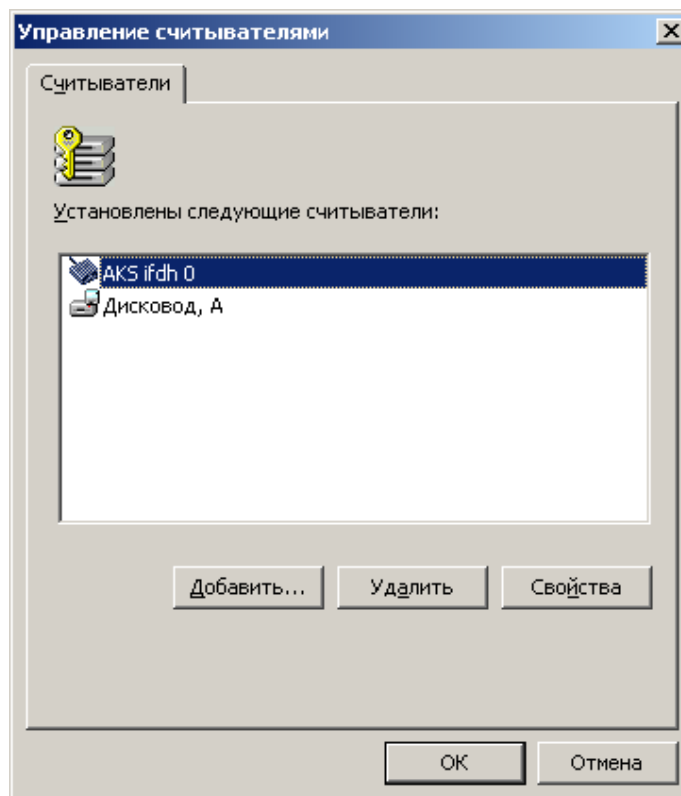 Управление считывателями
Считыватели
Установлены следующие считыватели:
AKS ifdh 0
Дисковод, А
Добавить... Удалить Свойства
ОК Отмена